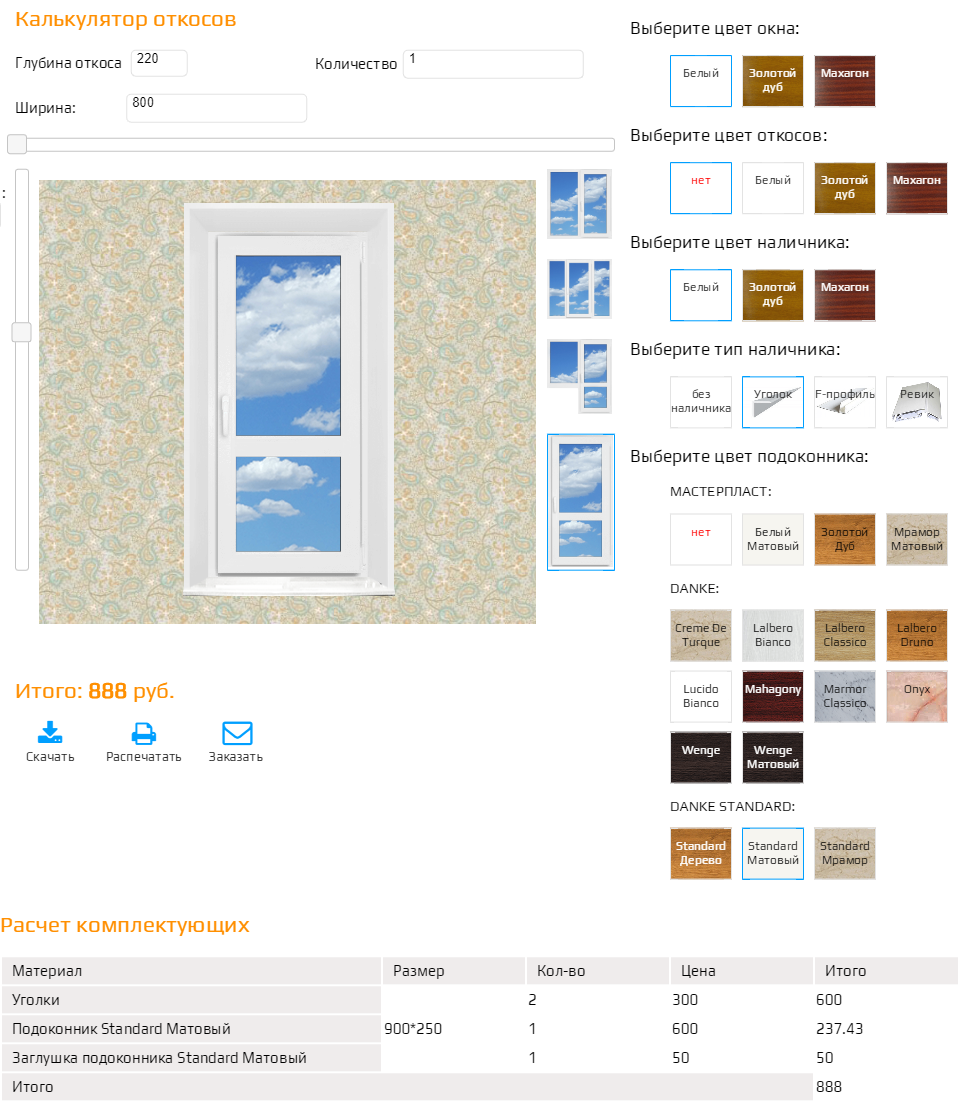 Калькулятор откосов
Глубина откоса 220 Количество 1
Ширина: 800
:
Итого: 888 руб.
Скачать Распечатать Заказать
Выберите цвет окна:
Белый Золотой дуб Махагон
Выберите цвет откосов:
нет Белый Золотой дуб Махагон
Выберите цвет наличника:
Белый Золотой дуб Махагон
Выберите тип наличника:
без наличника Уголок F-профиль Ревик
Выберите цвет подоконника:
МАСТЕРПЛАСТ:
нет Белый Матовый Золотой Дуб Мрамор Матовый
DANKE:
Creme De Turque Lalbero Bianco Lalbero Classico Lalbero Druno
Lucido Bianco Mahagony Marmor Classico Onyx
Wenge Wenge Матовый
DANKE STANDARD:
Standard Дерево Standard Матовый Standard Мрамор
Расчет комплектующих
Материал Размер Кол-во Цена Итого
Уголки 2 300 600
Подоконник Standard Матовый 900*250 1 600 237.43
Заглушка подоконника Standard Матовый 1 50 50
Итого 888